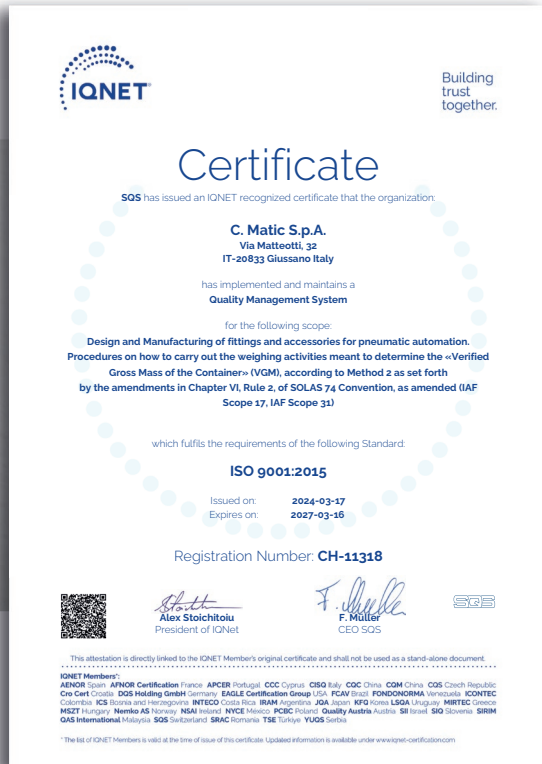 IQNET®
Building
trust
together.
Certificate
SQS has issued an IQNET recognized certificate that the organization:
C. Matic S.p.A.
Via Matteotti, 32
IT-20833 Giussano Italy
has implemented and maintains a
Quality Management System
for the following scope:
Design and Manufacturing of fittings and accessories for pneumatic automation.
Procedures on how to carry out the weighing activities meant to determine the «Verified
Gross Mass of the Container» (VGM), according to Method 2 as set forth
by the amendments in Chapter VI, Rule 2, of SOLAS 74 Convention, as amended (IAF
Scope 17, IAF Scope 31)
which fulfils the requirements of the following Standard:
ISO 9001:2015
Issued on: 2024-03-17
Expires on: 2027-03-16
Registration Number: CH-11318
Alex Stoichitoiu
President of IQNet
F. Müller
CEO SQS
SQS
This attestation is directly linked to the IQNET Member's original certificate and shall not be used as a stand-alone document.
IQNET Members*:
AENOR Spain AFNOR Certification France APCER Portugal CCC Cyprus CISQ Italy CQC China CQM China CQS Czech Republic
Cro Cert Croatia DQS Holding GmbH Germany EAGLE Certification Group USA FCAV Brazil FONDONORMA Venezuela ICONTEC
Colombia ICS Bosnia and Herzegovina INTECO Costa Rica IRAM Argentina JQA Japan KFQ Korea LSQA Uruguay MIRTEC Greece
MSZT Hungary Nemko AS Norway NSAI Ireland NYCE México PCBC Poland Quality Austria Austria SII Israel SIQ Slovenia SIRIM
QAS International Malaysia SQS Switzerland SRAC Romania TSE Türkiye YUQS Serbia
* The list of IQNET Members is valid at the time of issue of this certificate. Updated information is available under www.iqnet-certification.com